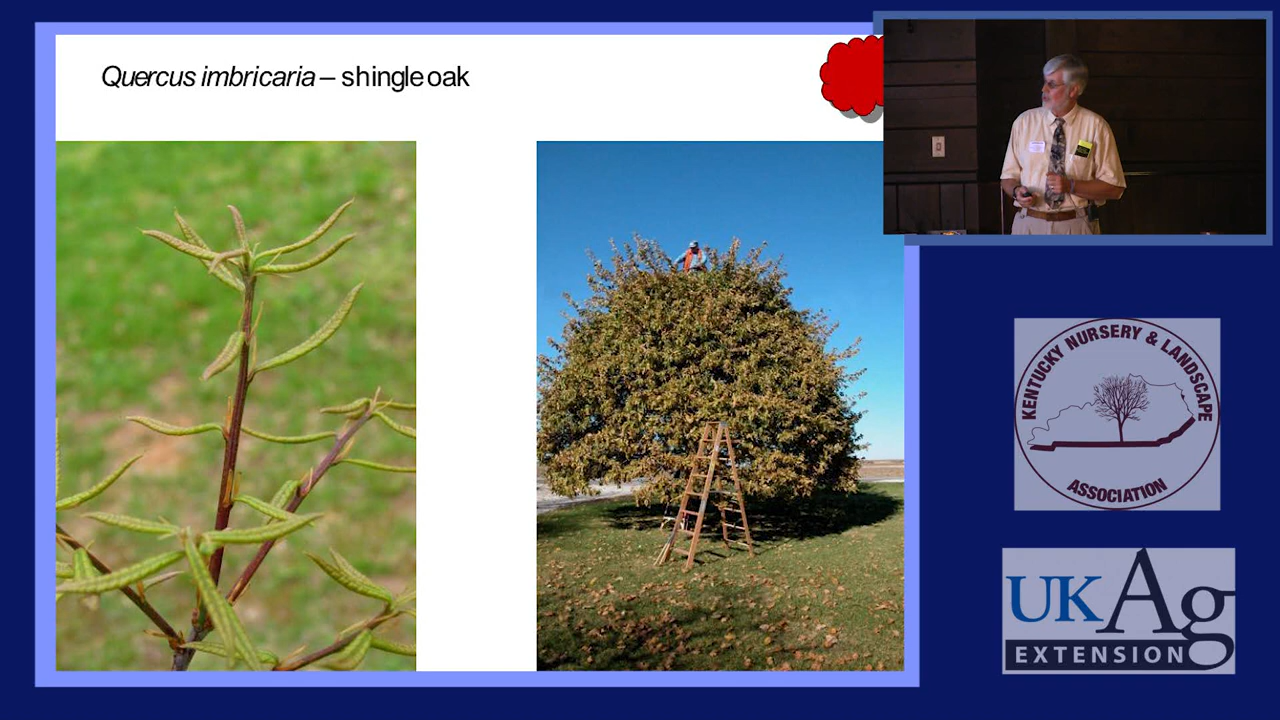 Quercus imbricaria – shingle oak
KENTUCKY NURSERY & LANDSCAPE
ASSOCIATION
UKAg
EXTENSION